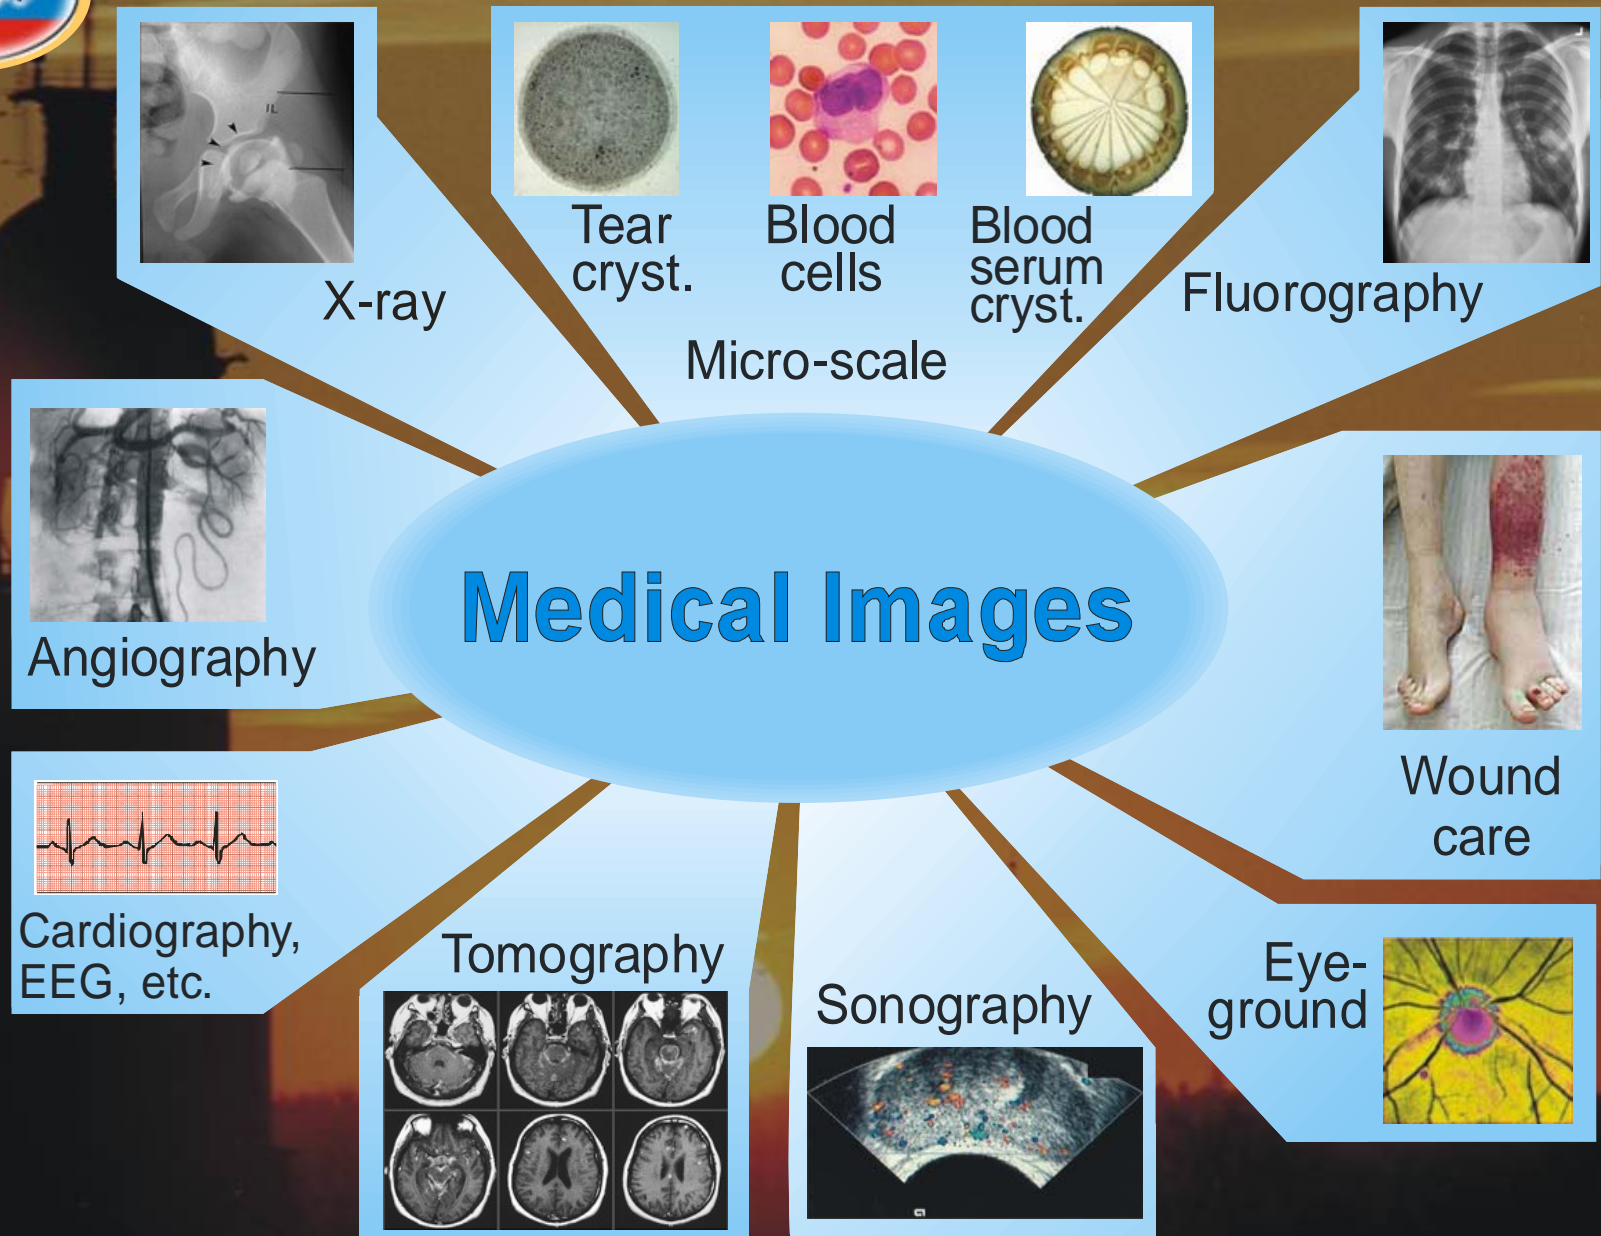 Tear
cryst.
Blood
cells
Blood
serum
cryst.
X-ray
Fluorography
Micro-scale
Medical Images
Angiography
Wound
care
Cardiography,
EEG, etc.
Tomography
Sonography
Eye-
ground